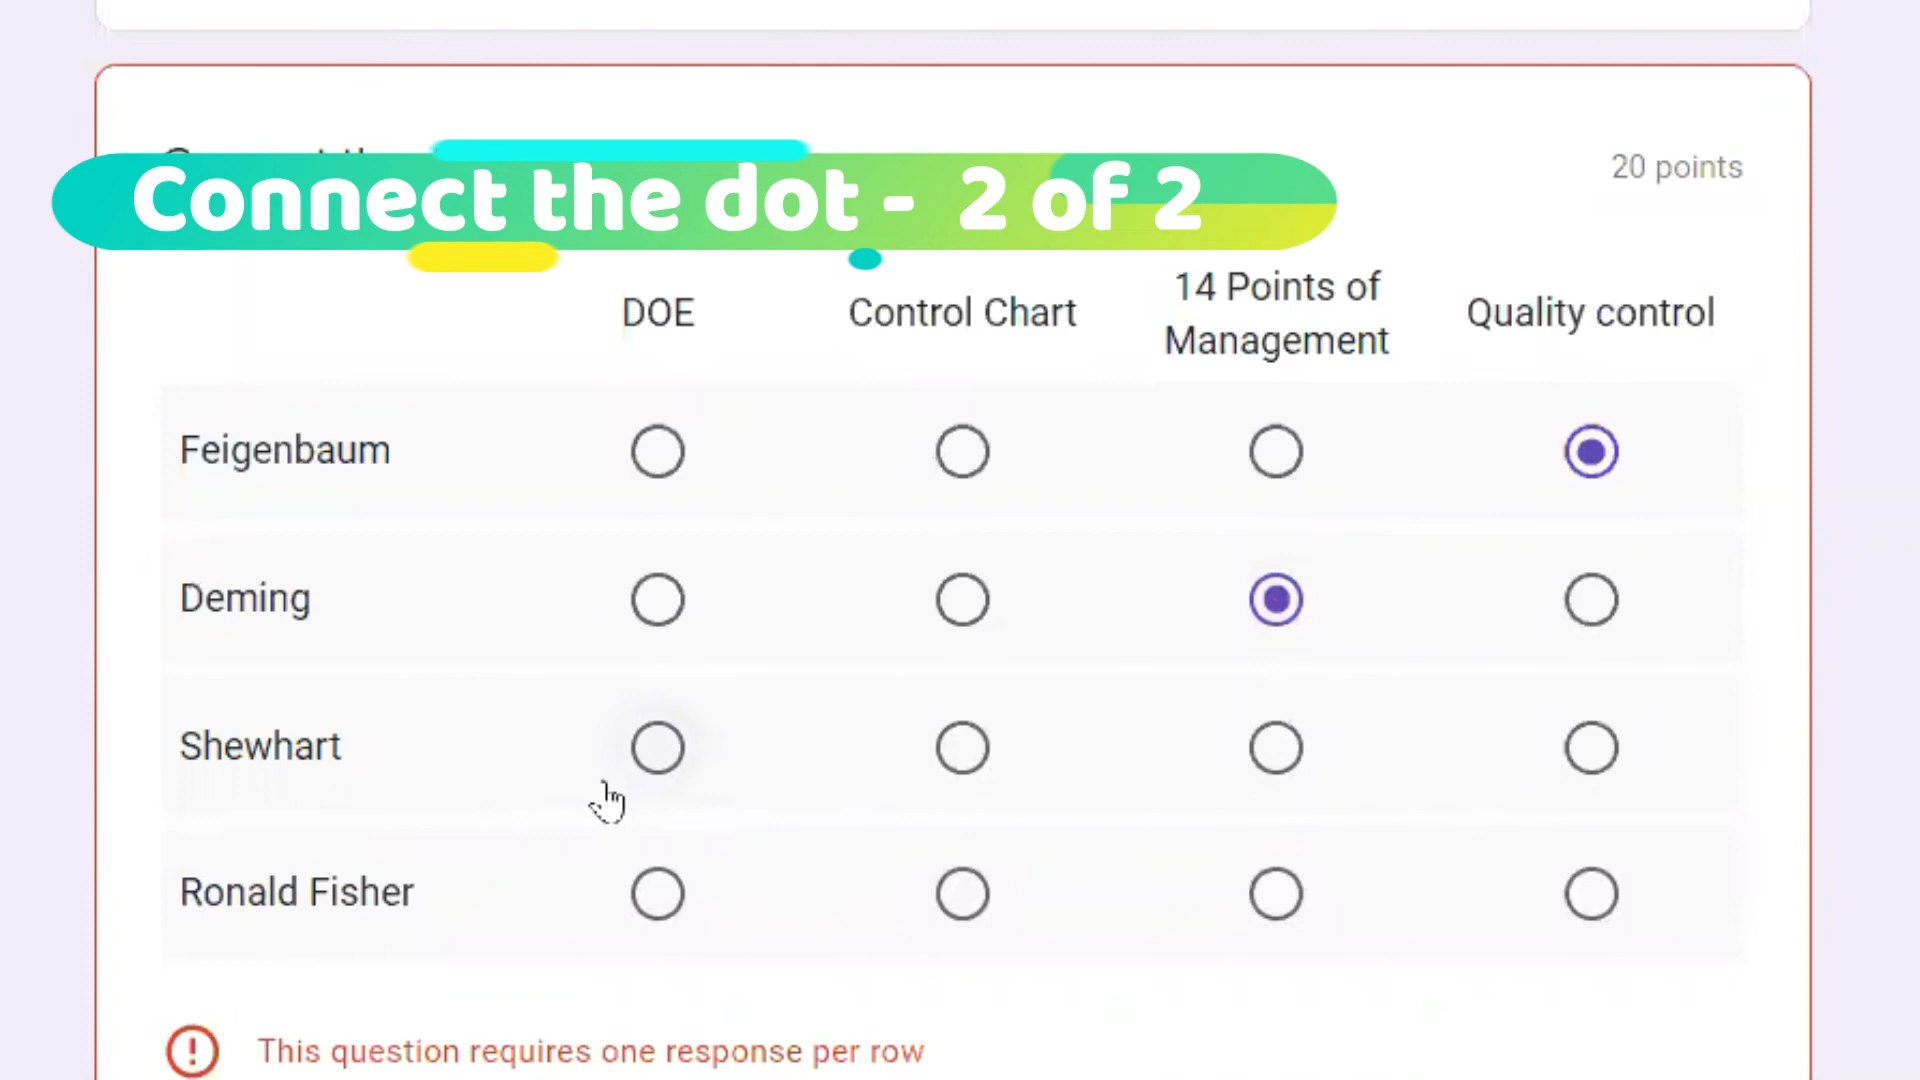 Connect the dot - 2 of 2
20 points
DOE
Control Chart
14 Points of
Management
Quality control
Feigenbaum
Deming
Shewhart
Ronald Fisher
This question requires one response per row